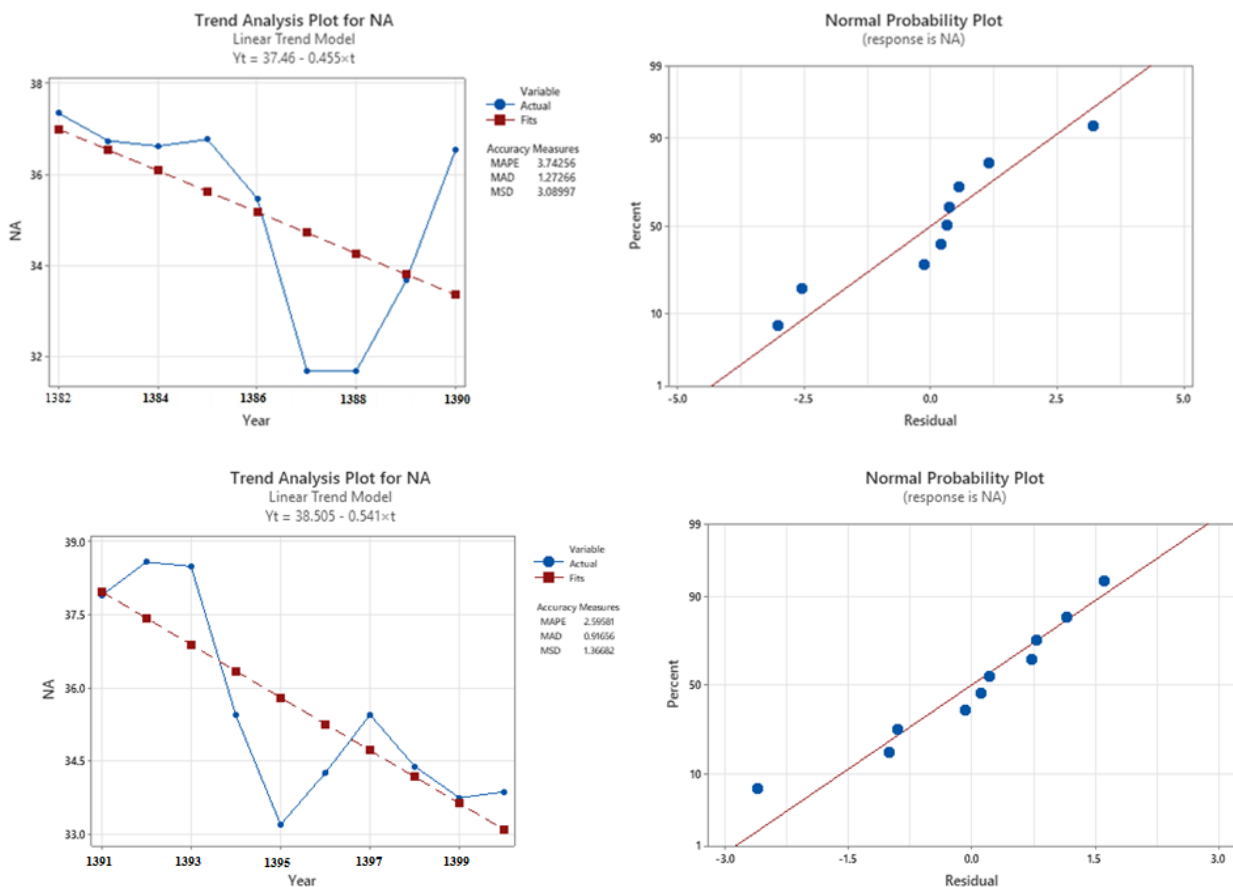 Trend Analysis Plot for NA
Linear Trend Model
Yt = 37.46 - 0.455×t
38
36
34
32
NA
1382
1384
1386
1388
1390
Year
Variable
Actual
Fits
Accuracy Measures
MAPE 3.74256
MAD 1.27266
MSD 3.08997
Normal Probability Plot
(response is NA)
99
90
50
10
1
Percent
-5.0
-2.5
0.0
2.5
5.0
Residual
Trend Analysis Plot for NA
Linear Trend Model
Yt = 38.505 - 0.541×t
39.0
37.5
36.0
34.5
33.0
NA
1391
1393
1395
1397
1399
Year
Variable
Actual
Fits
Accuracy Measures
MAPE 2.59581
MAD 0.91656
MSD 1.36682
Normal Probability Plot
(response is NA)
99
90
50
10
1
Percent
-3.0
-1.5
0.0
1.5
3.0
Residual